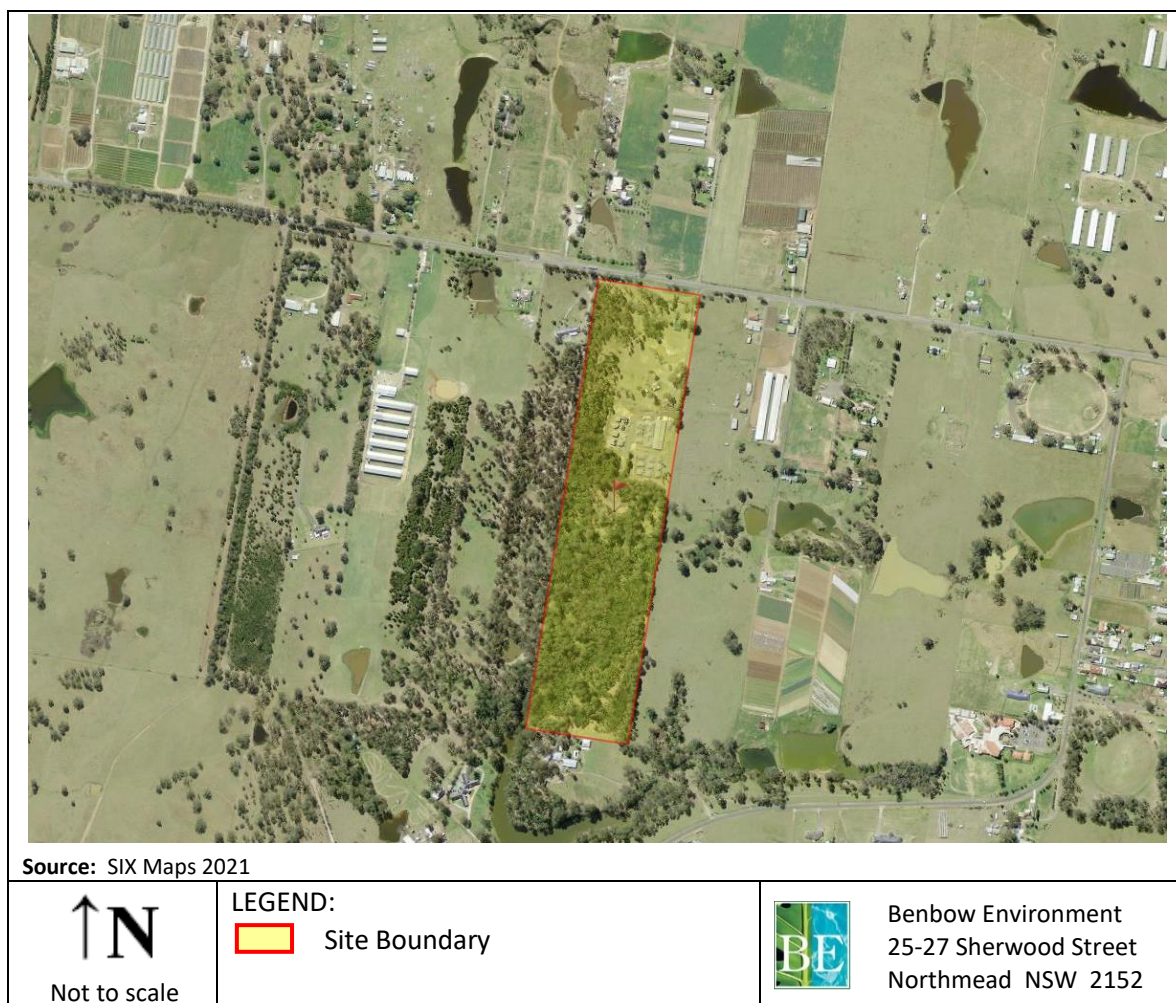 Source: SIX Maps 2021
↑N
Not to scale
LEGEND:
Site Boundary
BE
Benbow Environment
25-27 Sherwood Street
Northmead NSW 2152